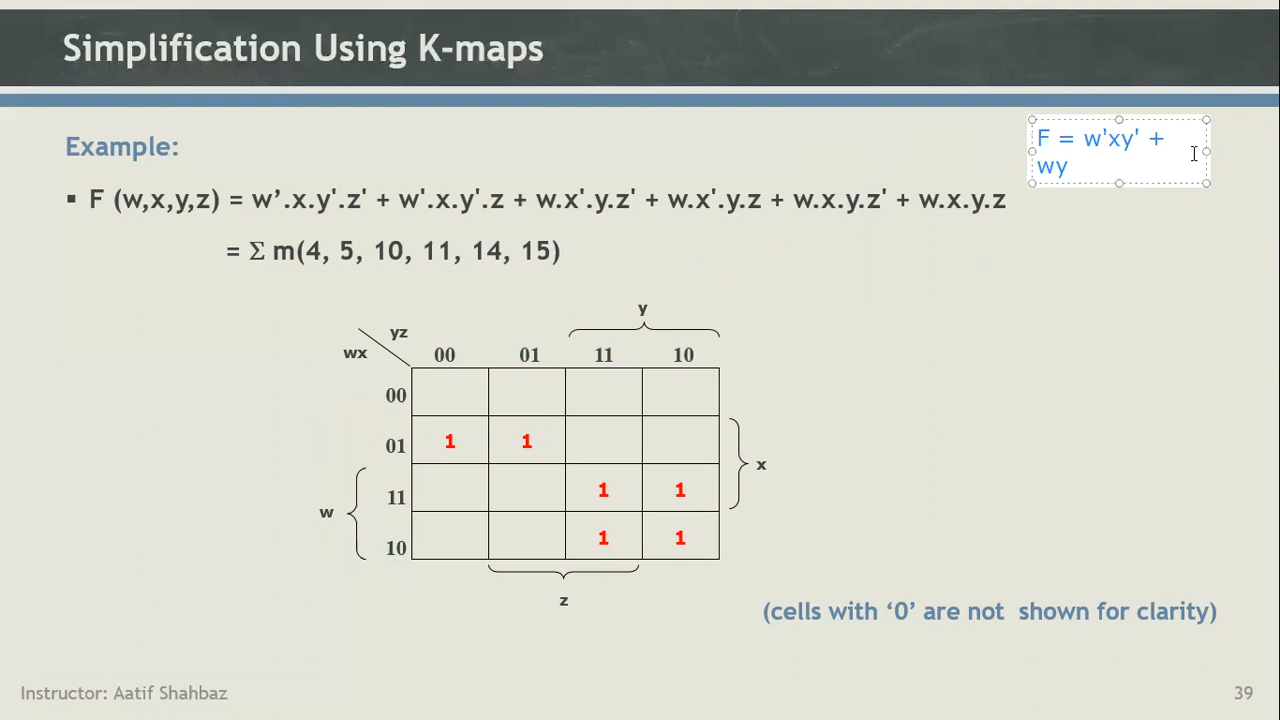 Simplification Using K-maps
Example:
F = w'xy' +
wy
▪ F (w,x,y,z) = w’.x.y'.z' + w'.x.y'.z + w.x'.y.z' + w.x'.y.z + w.x.y.z' + w.x.y.z
= Σ m(4, 5, 10, 11, 14, 15)
y
yz
wx
00 01 11 10
00
01 1 1
x
11 1 1
w
10 1 1
z
(cells with ‘0’ are not shown for clarity)
Instructor: Aatif Shahbaz
39